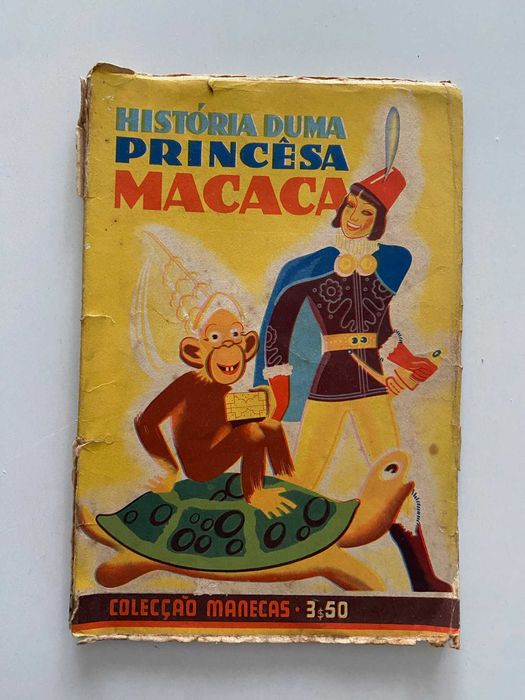 HISTÓRIA DUMA
PRINCÊSA
MACACA
COLECÇÃO MANECAS · 3$50